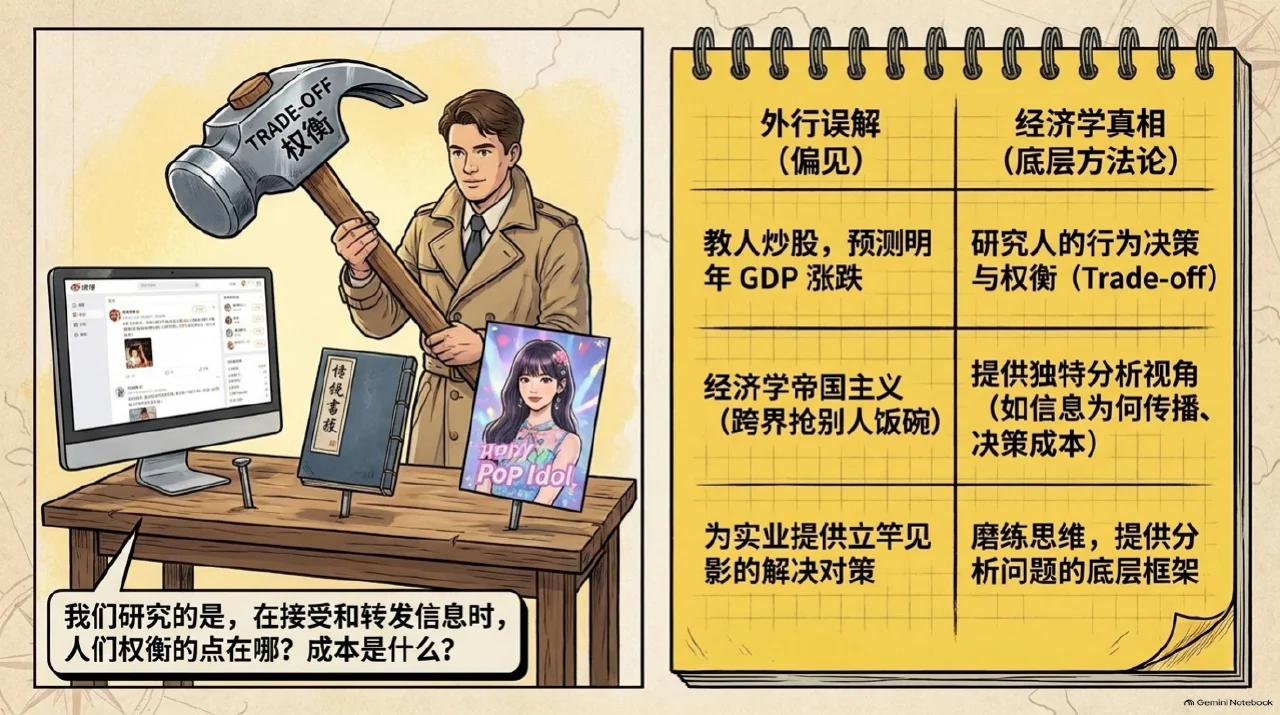 TRADE-OFF
权衡
POP Idol
我们研究的是，在接受和转发信息时，
人们权衡的点在哪？成本是什么？
外行误解
（偏见）
经济学真相
（底层方法论）
教人炒股，预测明
年 GDP 涨跌
研究人的行为决策
与权衡（Trade-off）
经济学帝国主义
（跨界抢别人饭碗）
提供独特分析视角
（如信息为何传播、
决策成本）
为实业提供立竿见
影的解决对策
磨练思维，提供分
析问题的底层框架
Gemini Notebook